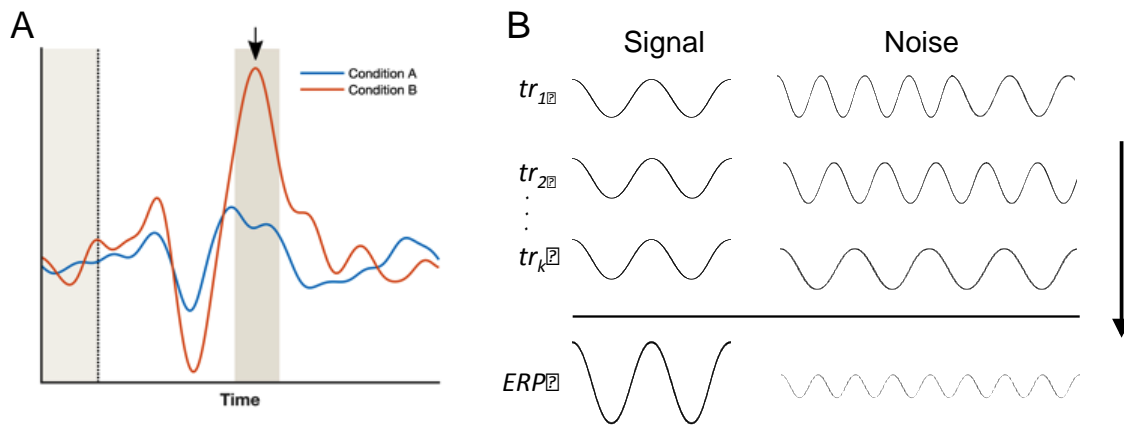 A
Condition A
Condition B
Time
B
Signal
Noise
tr₁
tr₂
.
.
.
trₖ
ERP